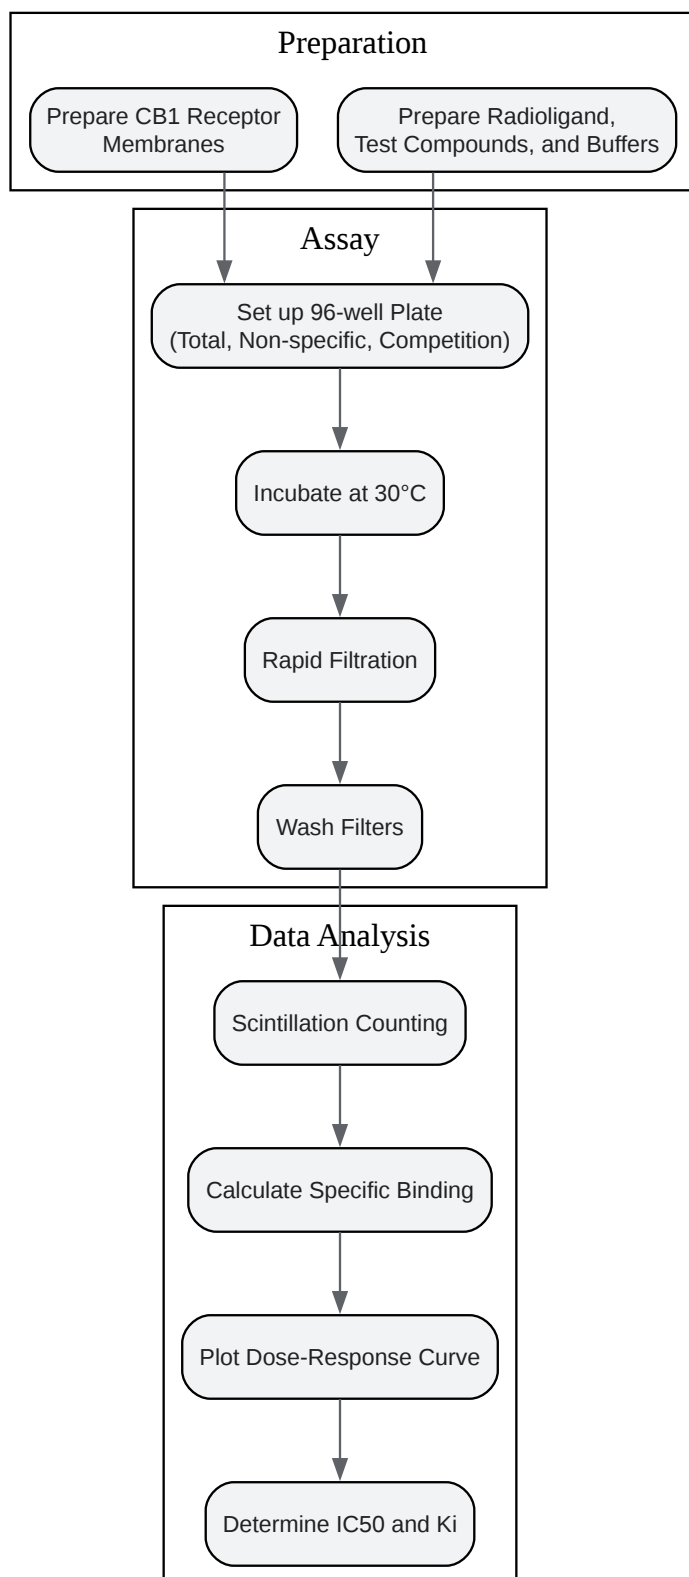 Preparation
Prepare CB1 Receptor
Membranes
Prepare Radioligand,
Test Compounds, and Buffers
Assay
Set up 96-well Plate
(Total, Non-specific, Competition)
Incubate at 30°C
Rapid Filtration
Wash Filters
Data Analysis
Scintillation Counting
Calculate Specific Binding
Plot Dose-Response Curve
Determine IC50 and Ki